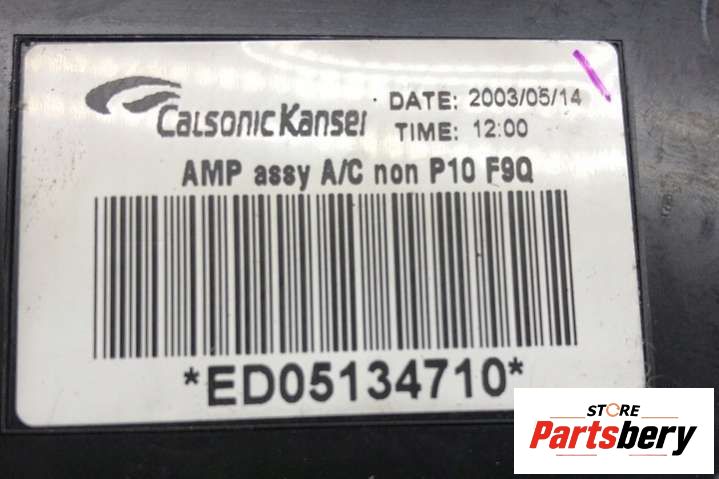 CalsonicKansei
DATE: 2003/05/14
TIME: 12:00
AMP assy A/C non P10 F9Q
*ED05134710*
STORE
Partsbery